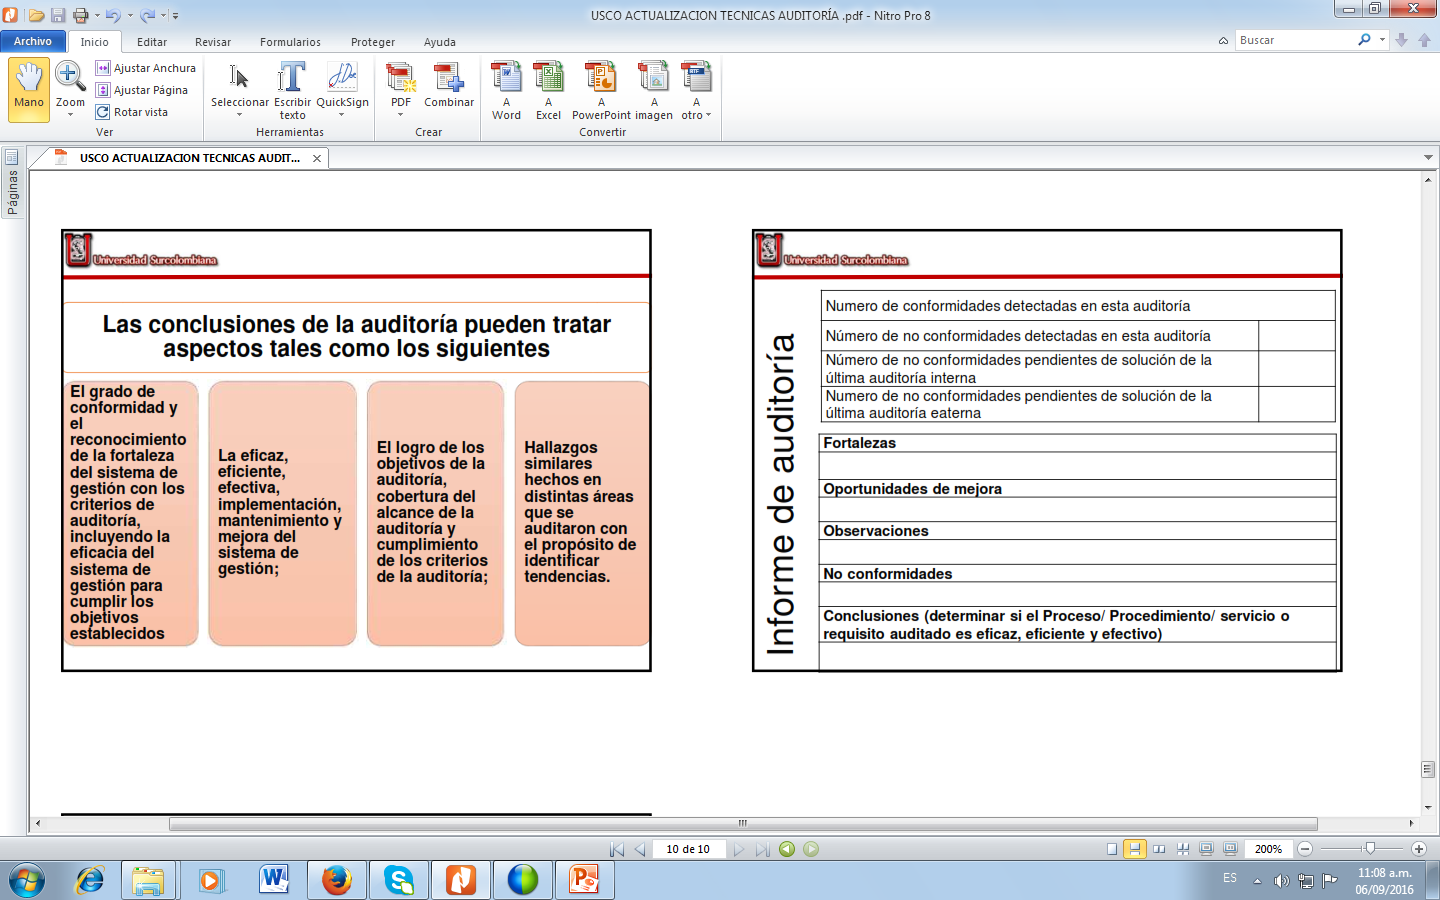 USCO ACTUALIZACION TECNICAS AUDITORÍA .pdf - Nitro Pro 8
Archivo
Inicio
Editar
Revisar
Formularios
Proteger
Ayuda
Buscar
Mano
Zoom
Ajustar Anchura
Ajustar Página
Rotar vista
Ver
Seleccionar
Escribir
texto
QuickSign
Herramientas
PDF
Combinar
Crear
A
Word
A
Excel
A
PowerPoint
A
imagen
A
otro
Convertir
USCO ACTUALIZACION TECNICAS AUDIT...
Páginas
Universidad Surcolombiana
Las conclusiones de la auditoría pueden tratar
aspectos tales como los siguientes
El grado de
conformidad y
el
reconocimiento
de la fortaleza
del sistema de
gestión con los
criterios de
auditoría,
incluyendo la
eficacia del
sistema de
gestión para
cumplir los
objetivos
establecidos
La eficaz,
eficiente,
efectiva,
implementación,
mantenimiento y
mejora del
sistema de
gestión;
El logro de los
objetivos de la
auditoría,
cobertura del
alcance de la
auditoría y
cumplimiento
de los criterios
de la auditoría;
Hallazgos
similares
hechos en
distintas áreas
que se
auditaron con
el propósito de
identificar
tendencias.
Universidad Surcolombiana
Informe de auditoría
Numero de conformidades detectadas en esta auditoría
Número de no conformidades detectadas en esta auditoría
Número de no conformidades pendientes de solución de la
última auditoría interna
Numero de no conformidades pendientes de solución de la
última auditoría eaterna
Fortalezas
Oportunidades de mejora
Observaciones
No conformidades
Conclusiones (determinar si el Proceso/ Procedimiento/ servicio o
requisito auditado es eficaz, eficiente y efectivo)
10 de 10
200%
ES
11:08 a.m.
06/09/2016